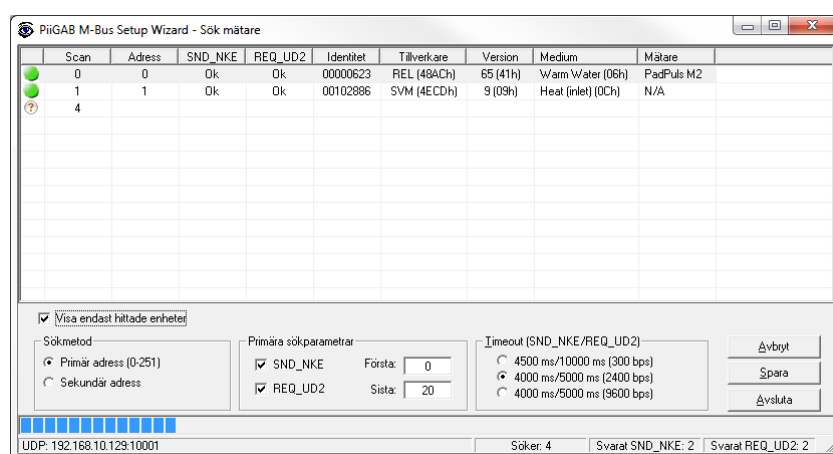 PiiGAB M-Bus Setup Wizard - Sök mätare
Scan Adress SND_NKE REQ_UD2 Identitet Tillverkare Version Medium Mätare
0 0 Ok Ok 00000623 REL (48ACh) 65 (41h) Warm Water (06h) PadPuls M2
1 1 Ok Ok 00102886 SVM (4ECDh) 9 (09h) Heat (inlet) (0Ch) N/A
? 4
Visa endast hittade enheter
Sökmetod
Primär adress (0-251)
Sekundär adress
Primära sökparametrar
SND_NKE Första: 0
REQ_UD2 Sista: 20
Timeout (SND_NKE/REQ_UD2)
4500 ms/10000 ms (300 bps)
4000 ms/5000 ms (2400 bps)
4000 ms/5000 ms (9600 bps)
Avbryt
Spara
Avsluta
UDP: 192.168.10.129:10001 Söker: 4 Svarat SND_NKE: 2 Svarat REQ_UD2: 2